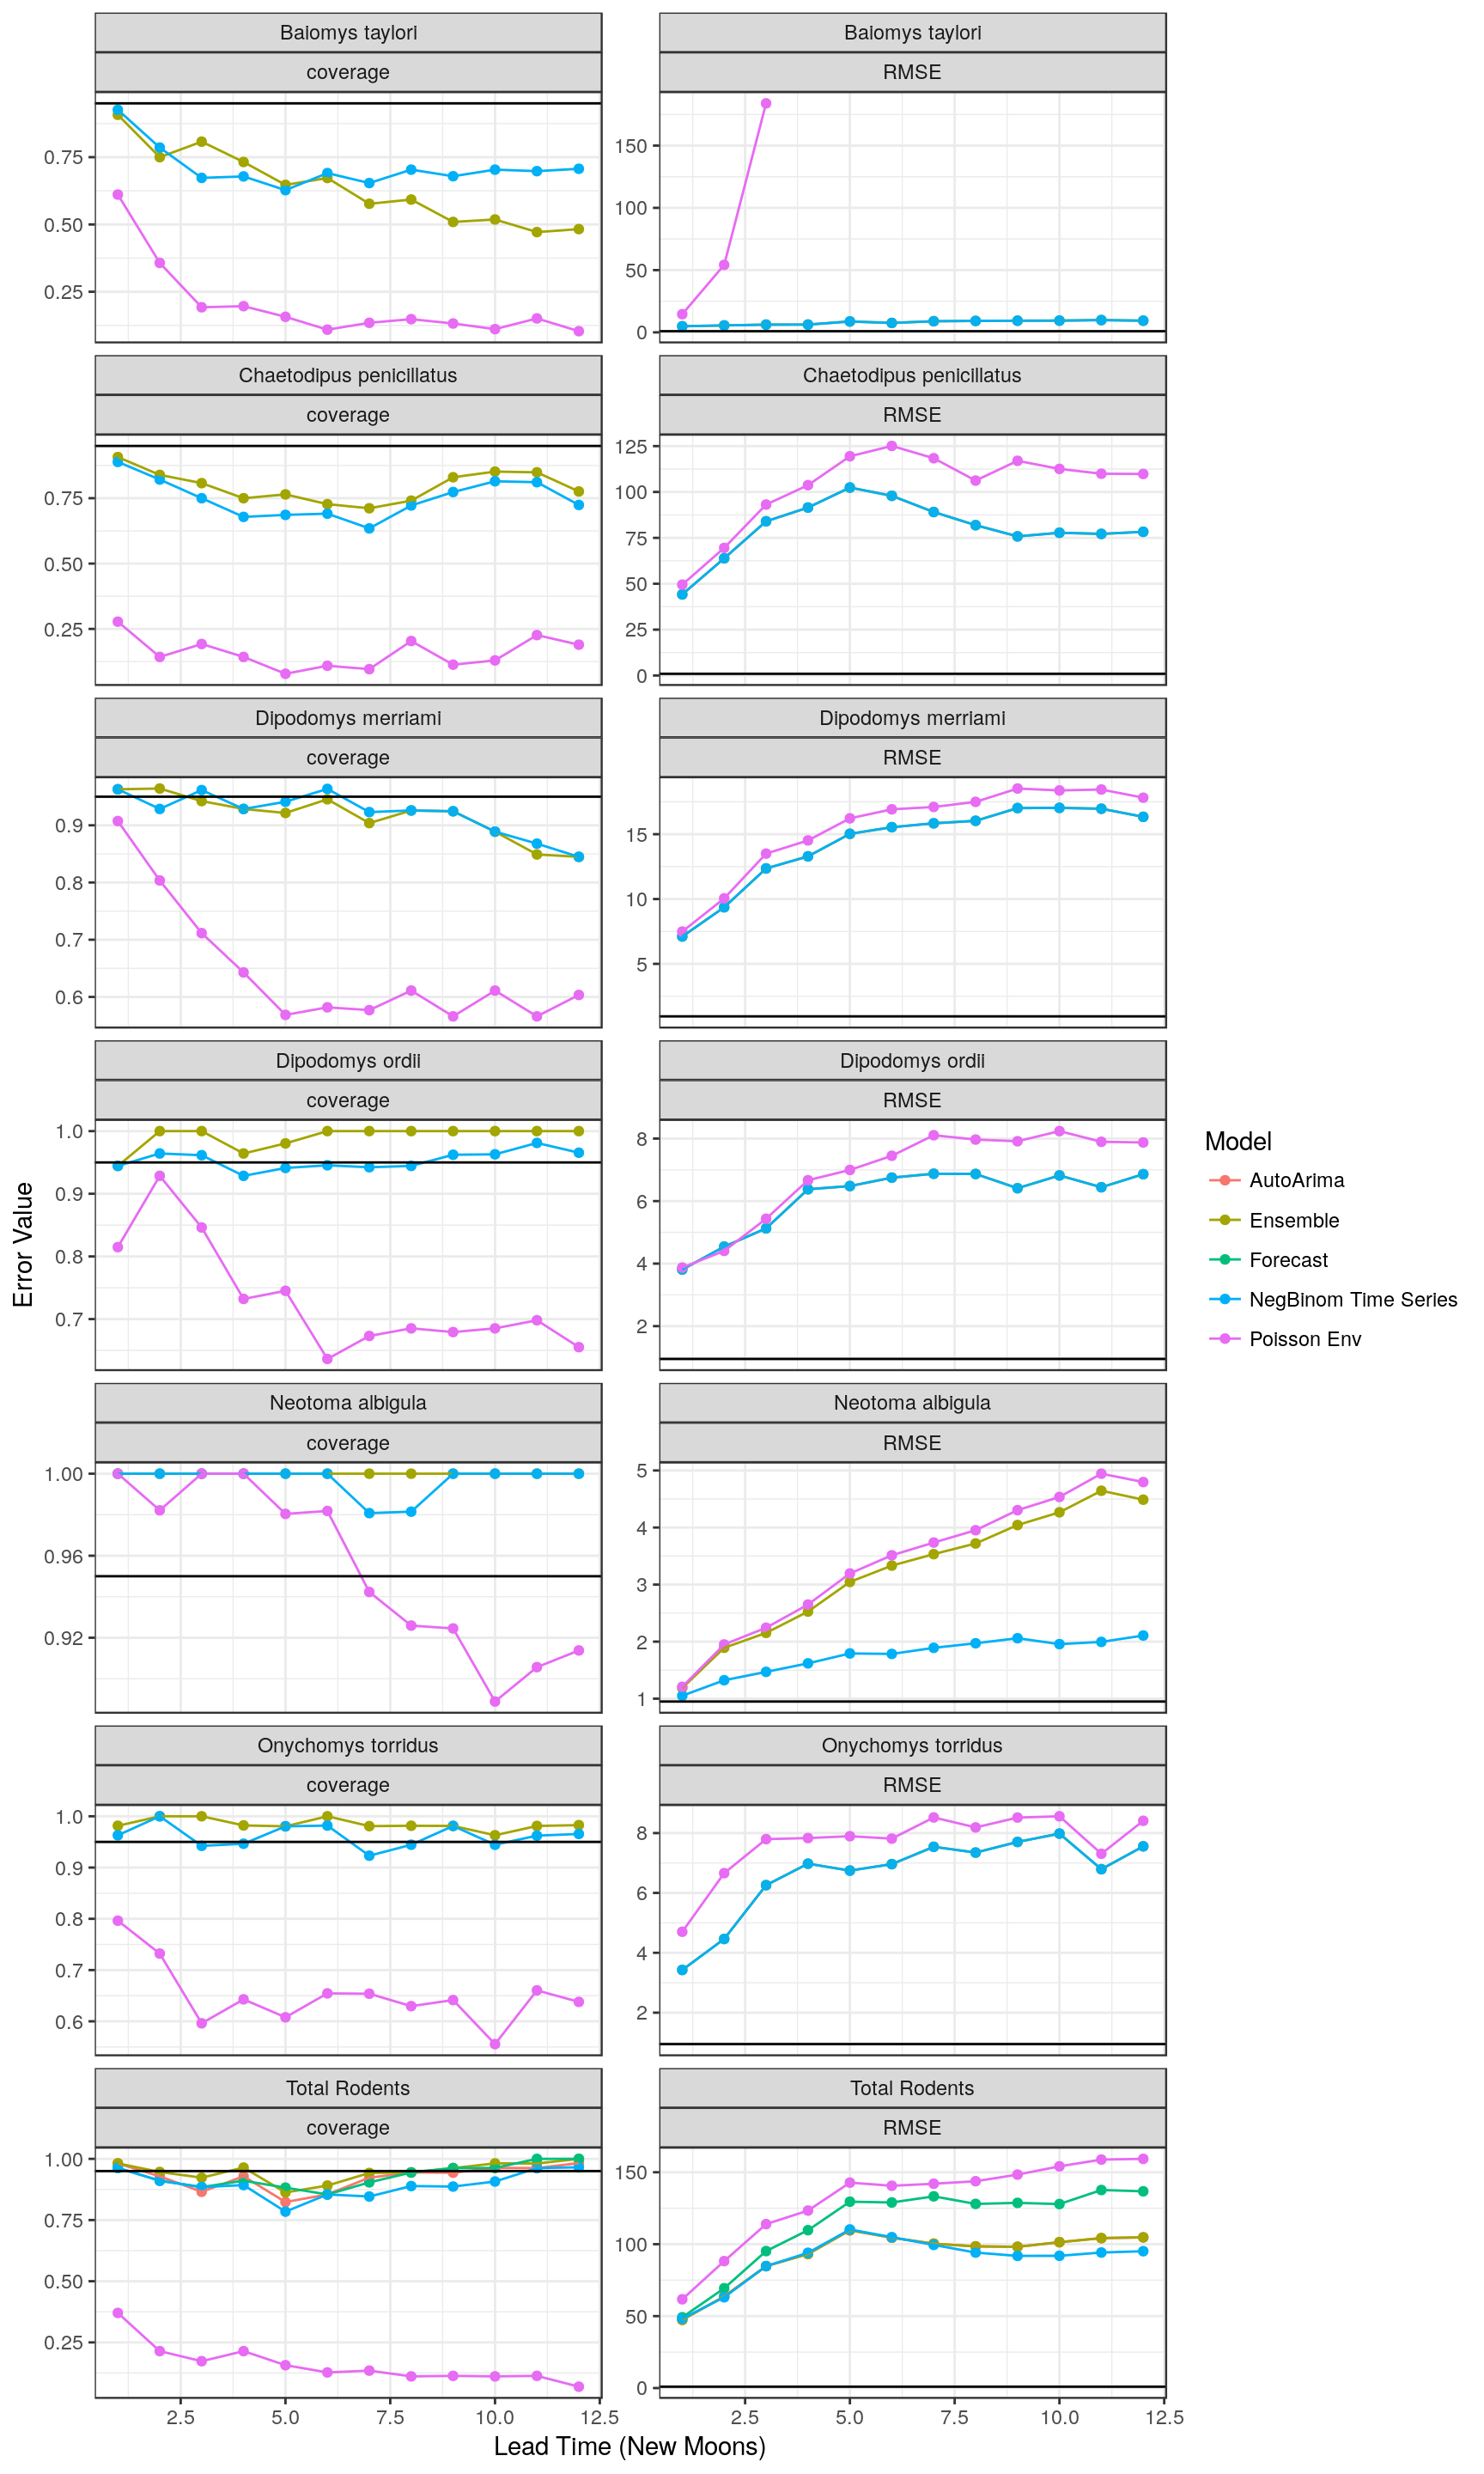 Baiomys taylori
coverage
0.75
0.50
0.25
Baiomys taylori
RMSE
150
100
50
0
Chaetodipus penicillatus
coverage
0.75
0.50
0.25
Chaetodipus penicillatus
RMSE
125
100
75
50
25
0
Dipodomys merriami
coverage
0.9
0.8
0.7
0.6
Dipodomys merriami
RMSE
15
10
5
Dipodomys ordii
coverage
1.0
0.9
0.8
0.7
Dipodomys ordii
RMSE
8
6
4
2
Neotoma albigula
coverage
1.00
0.96
0.92
Neotoma albigula
RMSE
5
4
3
2
1
Onychomys torridus
coverage
1.0
0.9
0.8
0.7
0.6
Onychomys torridus
RMSE
8
6
4
2
Total Rodents
coverage
1.00
0.75
0.50
0.25
2.5 5.0 7.5 10.0 12.5
Total Rodents
RMSE
150
100
50
0
2.5 5.0 7.5 10.0 12.5
Lead Time (New Moons)
Error Value
Model
AutoArima
Ensemble
Forecast
NegBinom Time Series
Poisson Env